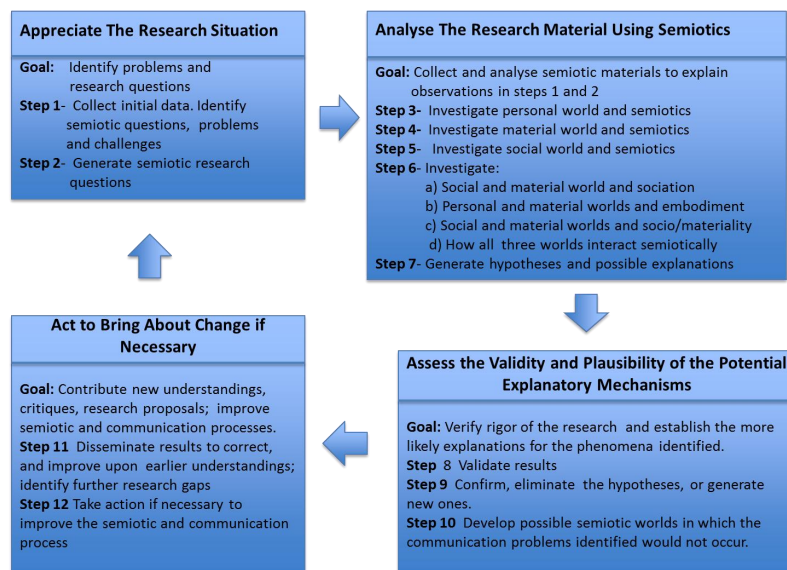 Appreciate The Research Situation
Goal: Identify problems and
research questions
Step 1- Collect initial data. Identify
semiotic questions, problems
and challenges
Step 2- Generate semiotic research
questions
Analyse The Research Material Using Semiotics
Goal: Collect and analyse semiotic materials to explain
observations in steps 1 and 2
Step 3- Investigate personal world and semiotics
Step 4- Investigate material world and semiotics
Step 5- Investigate social world and semiotics
Step 6- Investigate:
a) Social and material world and sociation
b) Personal and material worlds and embodiment
c) Social and material worlds and socio/materiality
d) How all three worlds interact semiotically
Step 7- Generate hypotheses and possible explanations
Assess the Validity and Plausibility of the Potential
Explanatory Mechanisms
Goal: Verify rigor of the research and establish the more
likely explanations for the phenomena identified.
Step 8 Validate results
Step 9 Confirm, eliminate the hypotheses, or generate
new ones.
Step 10 Develop possible semiotic worlds in which the
communication problems identified would not occur.
Act to Bring About Change if
Necessary
Goal: Contribute new understandings,
critiques, research proposals; improve
semiotic and communication processes.
Step 11 Disseminate results to correct,
and improve upon earlier understandings;
identify further research gaps
Step 12 Take action if necessary to
improve the semiotic and communication
process